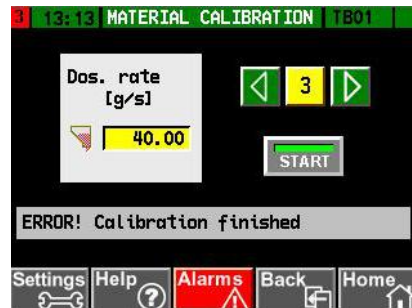 3 13:13 MATERIAL CALIBRATION TB01
Dos. rate
[g/s]
40.00
3
START
ERROR! Calibration finished
Settings Help Alarms Back Home